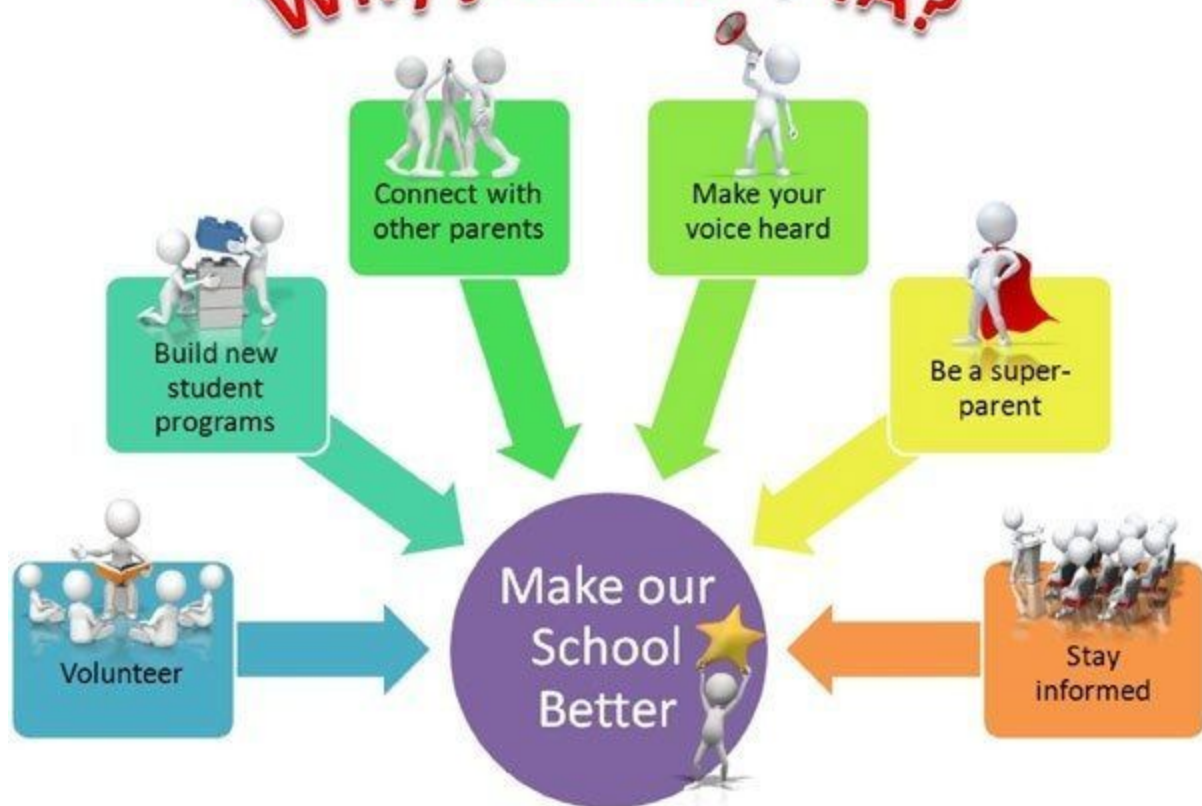 Connect with
other parents
Make your
voice heard
Build new
student
programs
Be a super-
parent
Volunteer
Make our
School
Better
Stay
informed